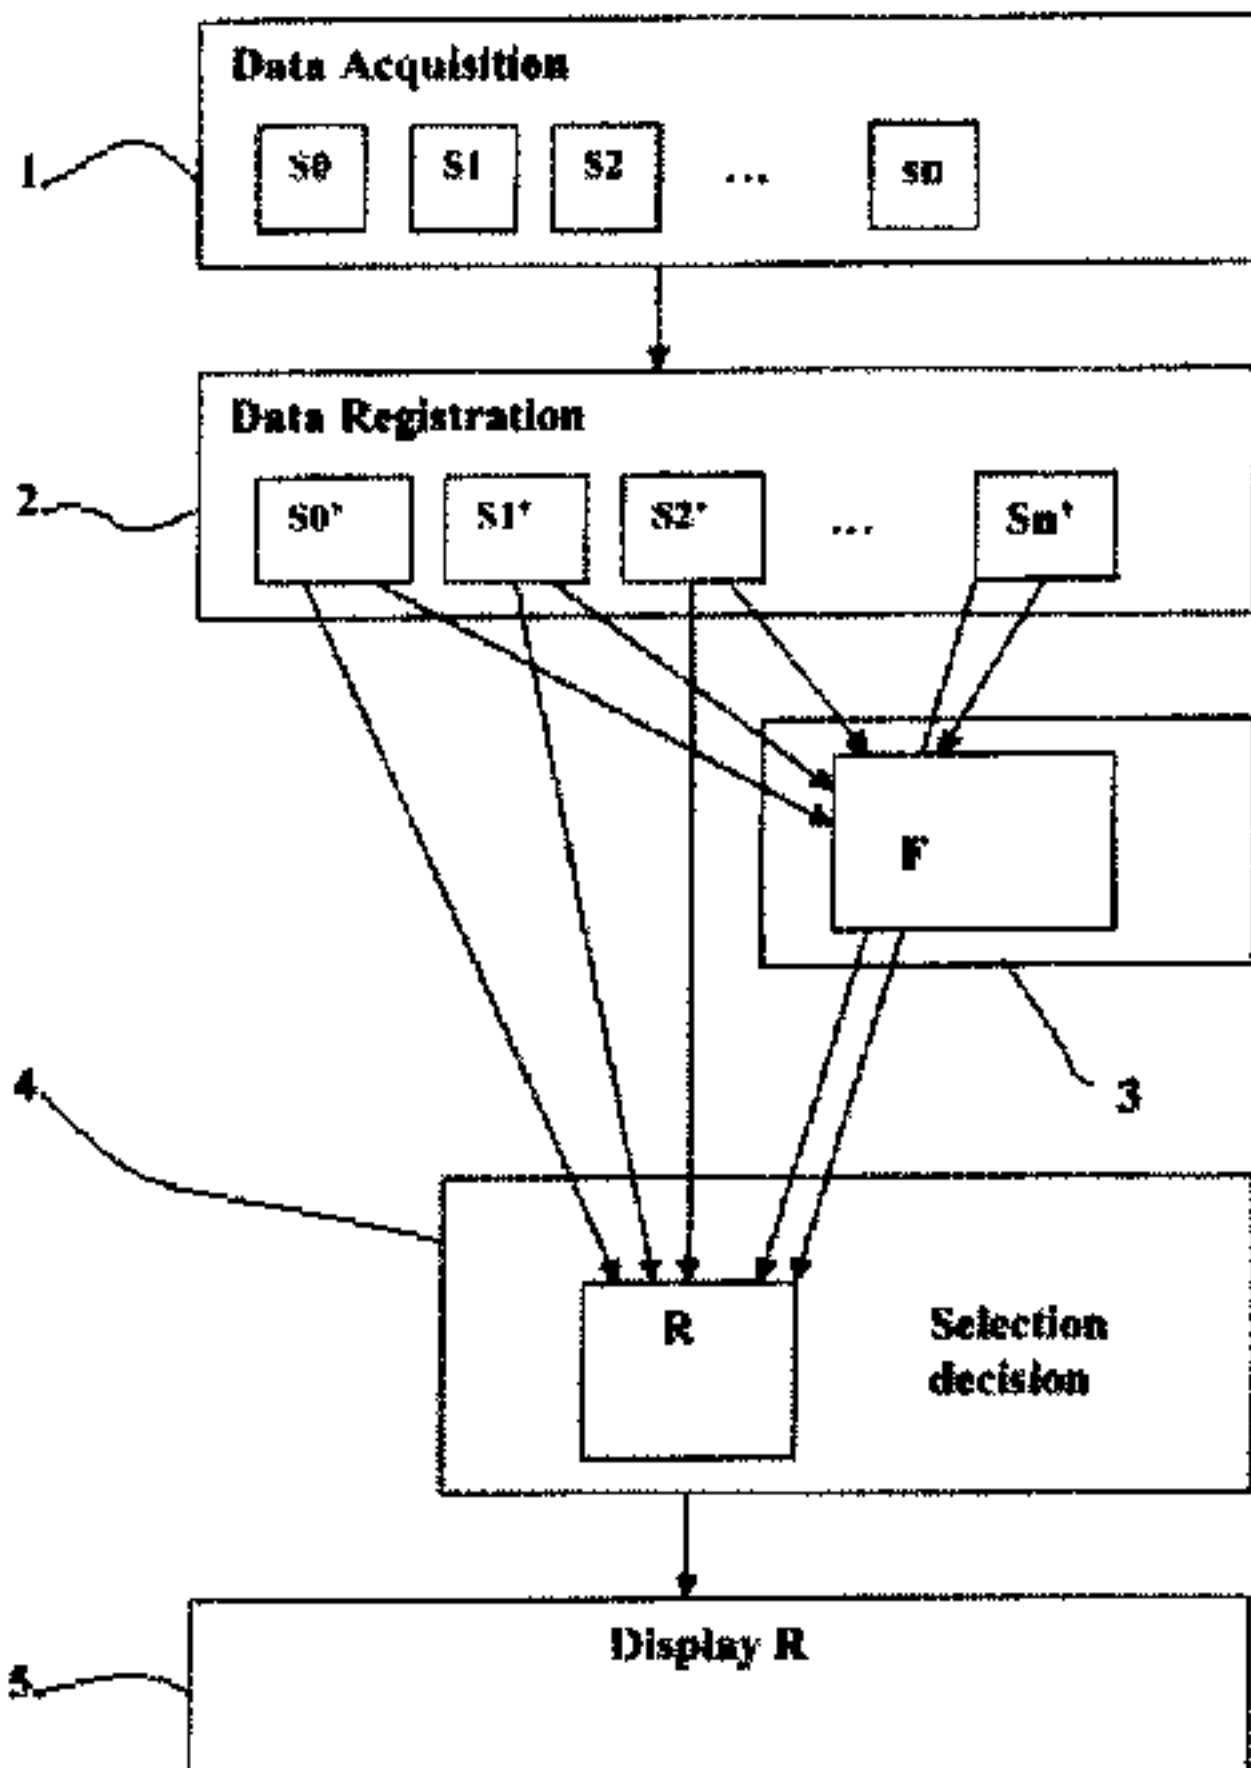 Data Acquisition
1 S0 S1 S2 ... sn
Data Registration
2 S0' S1' S2' ... Sn'
F
3
4
R
Selection
decision
Display R
5